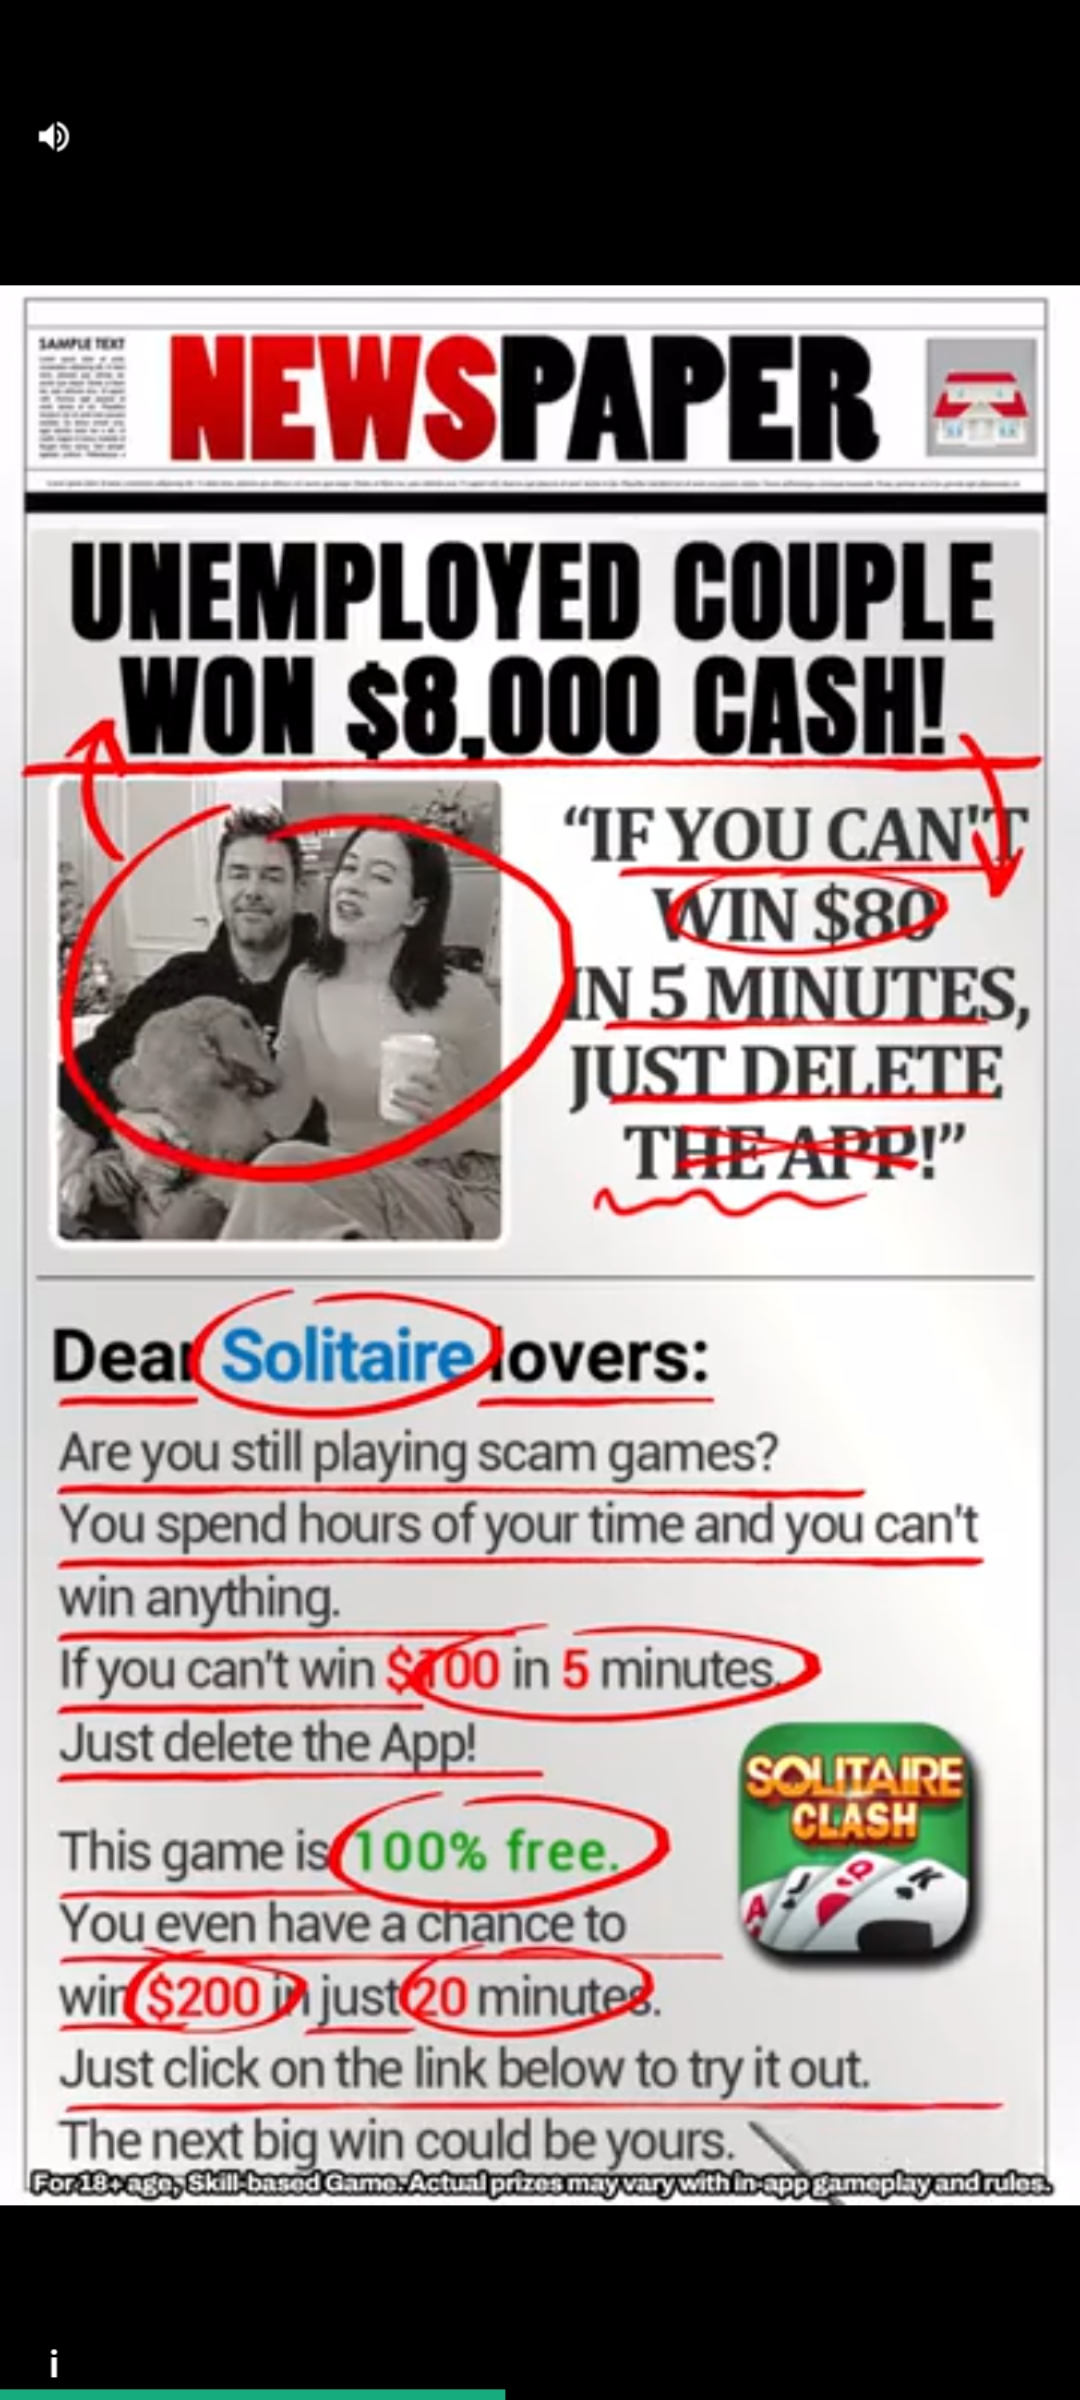 SAMPLE TEXT
NEWSPAPER
UNEMPLOYED COUPLE
WON $8,000 CASH!
“IF YOU CAN'T
WIN $80
IN 5 MINUTES,
JUST DELETE
THE APP!”
Dear Solitaire lovers:
Are you still playing scam games?
You spend hours of your time and you can't
win anything.
If you can't win $100 in 5 minutes.
Just delete the App!
SOLITAIRE
CLASH
A J Q K
This game is 100% free.
You even have a chance to
win $200 in just 20 minutes.
Just click on the link below to try it out.
The next big win could be yours.
For 18+ age, Skill-based Game. Actual prizes may vary with in-app gameplay and rules.
i